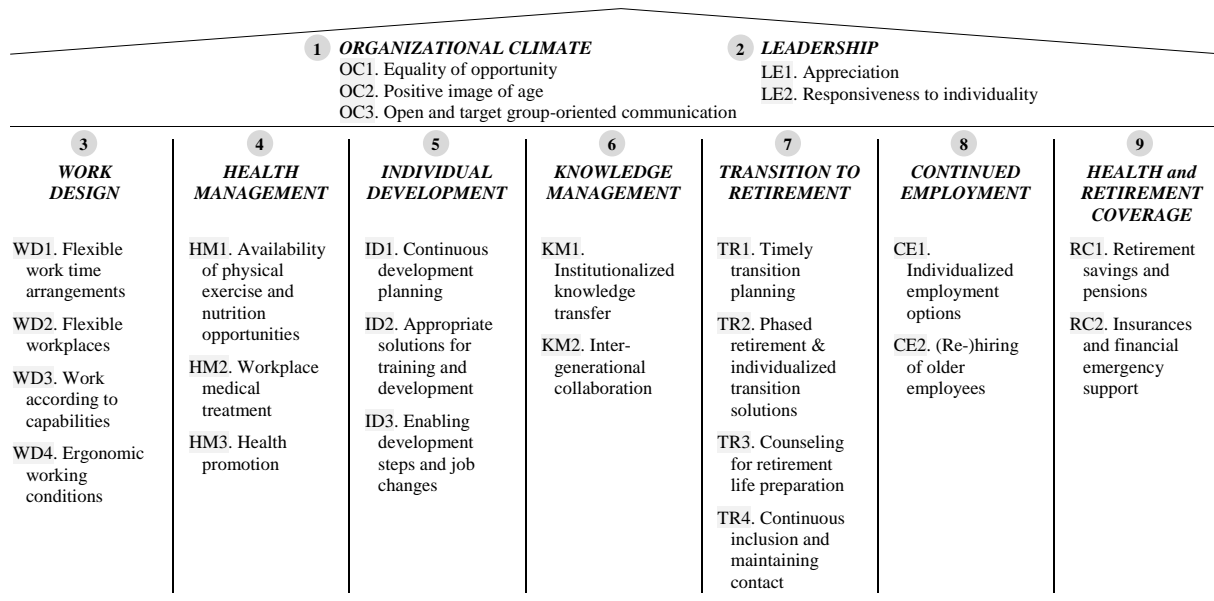 1 ORGANIZATIONAL CLIMATE
OC1. Equality of opportunity
OC2. Positive image of age
OC3. Open and target group-oriented communication
2 LEADERSHIP
LE1. Appreciation
LE2. Responsiveness to individuality
3
WORK
DESIGN
WD1. Flexible
work time
arrangements
WD2. Flexible
workplaces
WD3. Work
according to
capabilities
WD4. Ergonomic
working
conditions
4
HEALTH
MANAGEMENT
HM1. Availability
of physical
exercise and
nutrition
opportunities
HM2. Workplace
medical
treatment
HM3. Health
promotion
5
INDIVIDUAL
DEVELOPMENT
ID1. Continuous
development
planning
ID2. Appropriate
solutions for
training and
development
ID3. Enabling
development
steps and job
changes
6
KNOWLEDGE
MANAGEMENT
KM1.
Institutionalized
knowledge
transfer
KM2. Inter-
generational
collaboration
7
TRANSITION TO
RETIREMENT
TR1. Timely
transition
planning
TR2. Phased
retirement &
individualized
transition
solutions
TR3. Counseling
for retirement
life preparation
TR4. Continuous
inclusion and
maintaining
contact
8
CONTINUED
EMPLOYMENT
CE1.
Individualized
employment
options
CE2. (Re-)hiring
of older
employees
9
HEALTH and
RETIREMENT
COVERAGE
RC1. Retirement
savings and
pensions
RC2. Insurances
and financial
emergency
support